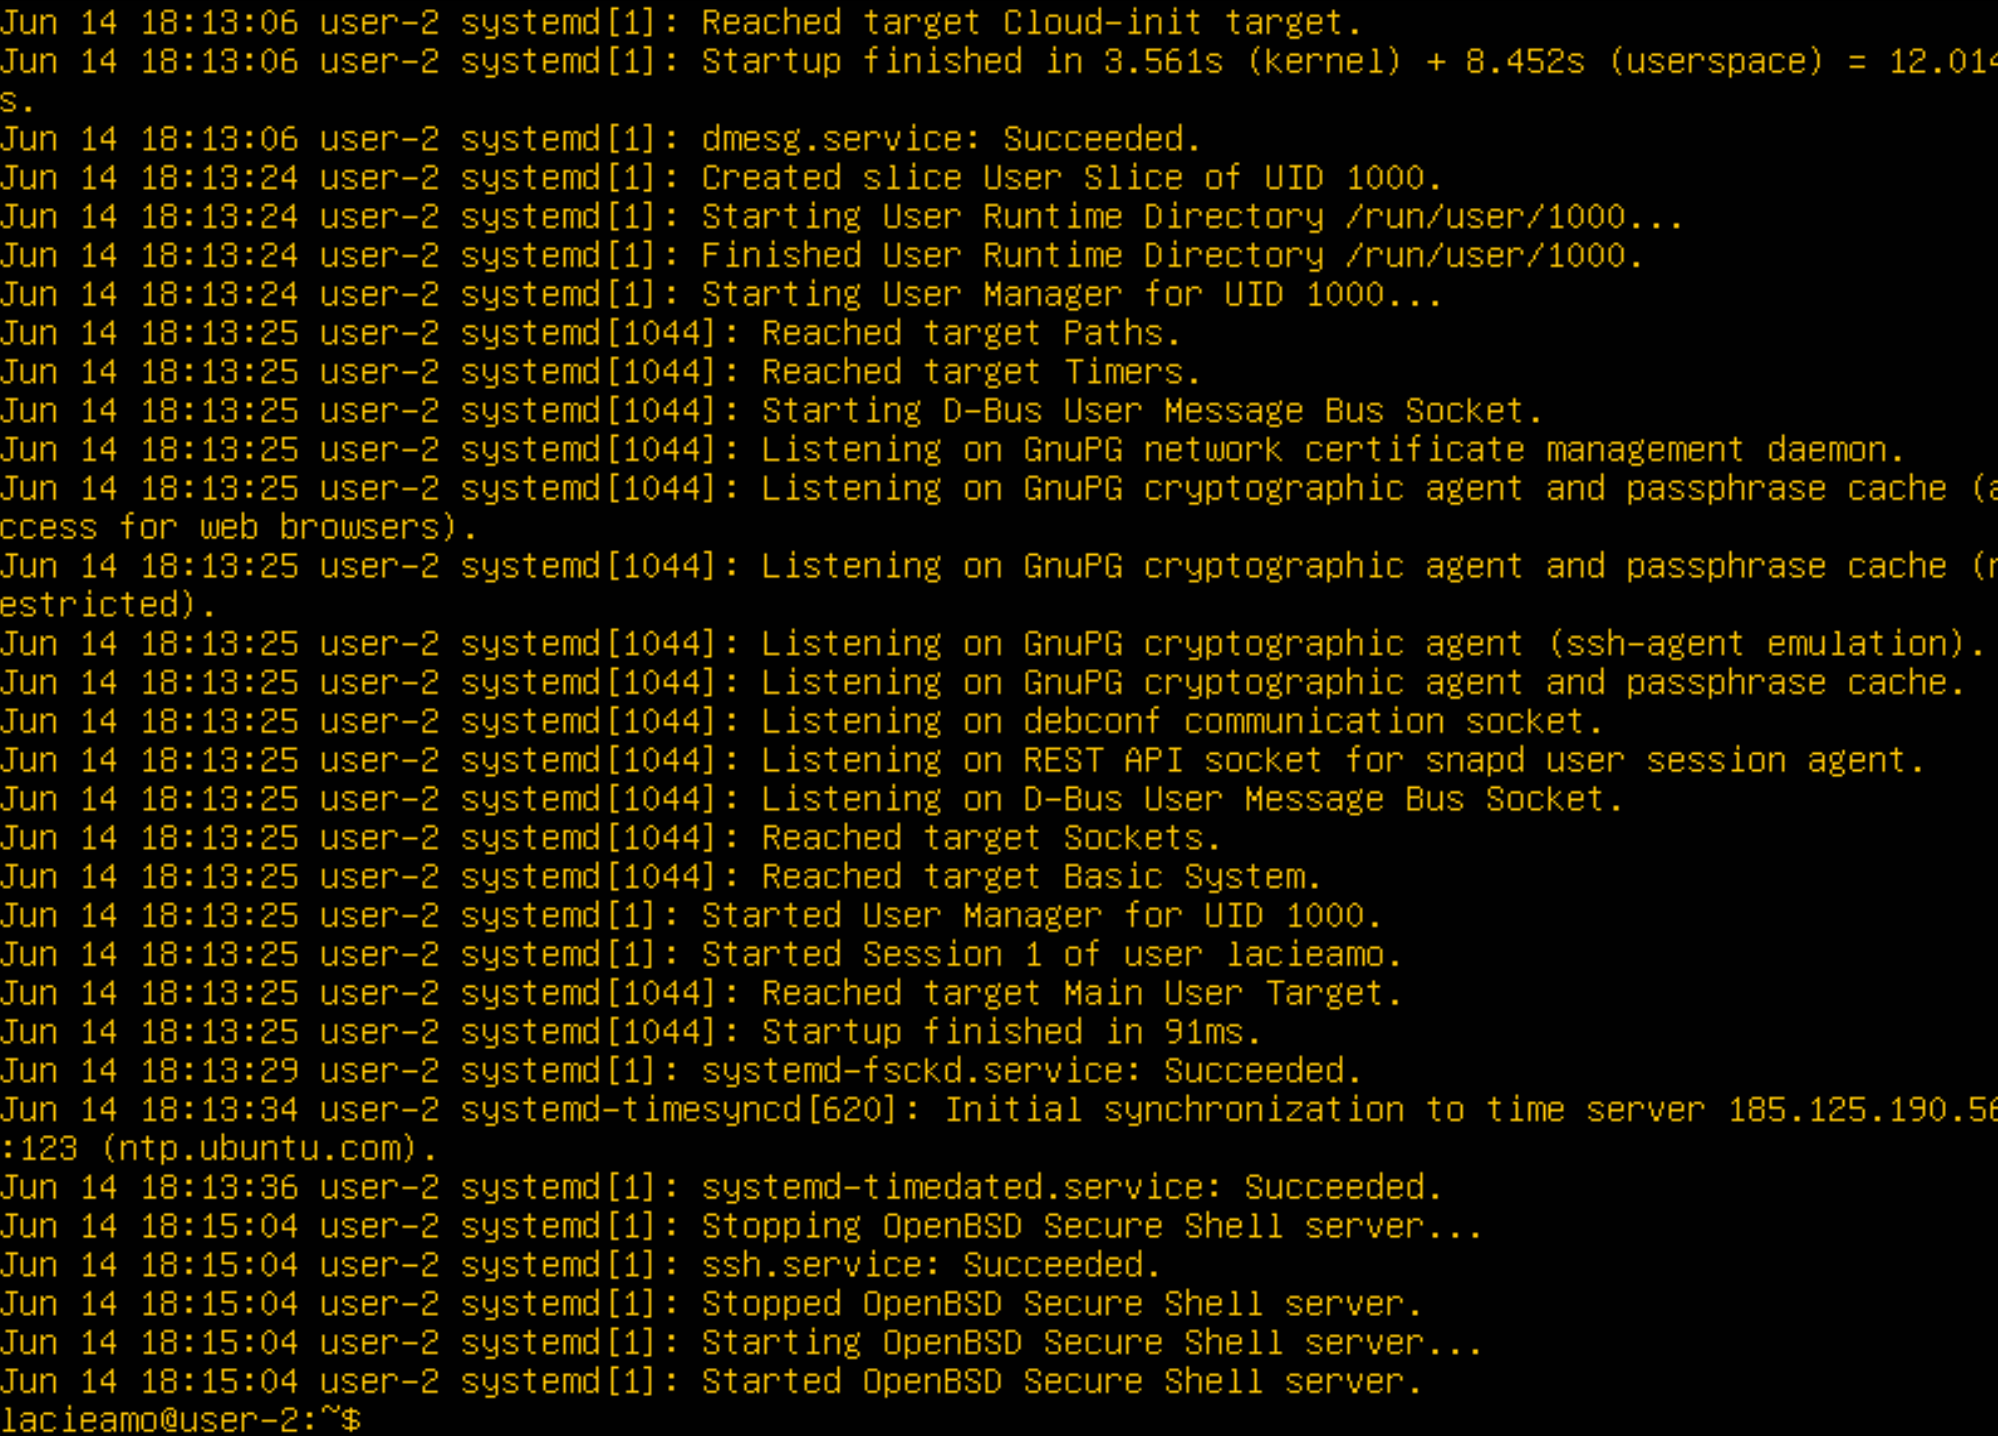 Jun 14 18:13:06 user-2 systemd[1]: Reached target Cloud-init target.
Jun 14 18:13:06 user-2 systemd[1]: Startup finished in 3.561s (kernel) + 8.452s (userspace) = 12.014
s.
Jun 14 18:13:06 user-2 systemd[1]: dmesg.service: Succeeded.
Jun 14 18:13:24 user-2 systemd[1]: Created slice User Slice of UID 1000.
Jun 14 18:13:24 user-2 systemd[1]: Starting User Runtime Directory /run/user/1000...
Jun 14 18:13:24 user-2 systemd[1]: Finished User Runtime Directory /run/user/1000.
Jun 14 18:13:24 user-2 systemd[1]: Starting User Manager for UID 1000...
Jun 14 18:13:25 user-2 systemd[1044]: Reached target Paths.
Jun 14 18:13:25 user-2 systemd[1044]: Reached target Timers.
Jun 14 18:13:25 user-2 systemd[1044]: Starting D-Bus User Message Bus Socket.
Jun 14 18:13:25 user-2 systemd[1044]: Listening on GnuPG network certificate management daemon.
Jun 14 18:13:25 user-2 systemd[1044]: Listening on GnuPG cryptographic agent and passphrase cache (a
ccess for web browsers).
Jun 14 18:13:25 user-2 systemd[1044]: Listening on GnuPG cryptographic agent and passphrase cache (r
estricted).
Jun 14 18:13:25 user-2 systemd[1044]: Listening on GnuPG cryptographic agent (ssh-agent emulation).
Jun 14 18:13:25 user-2 systemd[1044]: Listening on GnuPG cryptographic agent and passphrase cache.
Jun 14 18:13:25 user-2 systemd[1044]: Listening on debconf communication socket.
Jun 14 18:13:25 user-2 systemd[1044]: Listening on REST API socket for snapd user session agent.
Jun 14 18:13:25 user-2 systemd[1044]: Listening on D-Bus User Message Bus Socket.
Jun 14 18:13:25 user-2 systemd[1044]: Reached target Sockets.
Jun 14 18:13:25 user-2 systemd[1044]: Reached target Basic System.
Jun 14 18:13:25 user-2 systemd[1]: Started User Manager for UID 1000.
Jun 14 18:13:25 user-2 systemd[1]: Started Session 1 of user lacieamo.
Jun 14 18:13:25 user-2 systemd[1044]: Reached target Main User Target.
Jun 14 18:13:25 user-2 systemd[1044]: Startup finished in 91ms.
Jun 14 18:13:29 user-2 systemd[1]: systemd-fsckd.service: Succeeded.
Jun 14 18:13:34 user-2 systemd-timesyncd[620]: Initial synchronization to time server 185.125.190.56
:123 (ntp.ubuntu.com).
Jun 14 18:13:36 user-2 systemd[1]: systemd-timedated.service: Succeeded.
Jun 14 18:15:04 user-2 systemd[1]: Stopping OpenBSD Secure Shell server...
Jun 14 18:15:04 user-2 systemd[1]: ssh.service: Succeeded.
Jun 14 18:15:04 user-2 systemd[1]: Stopped OpenBSD Secure Shell server.
Jun 14 18:15:04 user-2 systemd[1]: Starting OpenBSD Secure Shell server...
Jun 14 18:15:04 user-2 systemd[1]: Started OpenBSD Secure Shell server.
lacieamo@user-2:~$